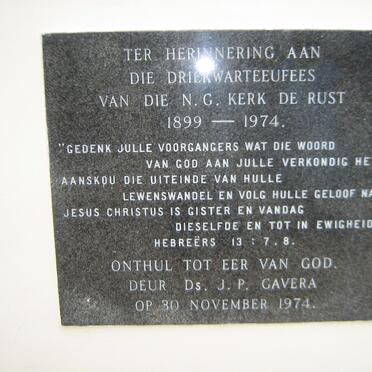 TER HERINNERING AAN
DIE DRIEKWARTEEUFEES
VAN DIE N.G. KERK DE RUST
1899 — 1974.
"GEDENK JULLE VOORGANGERS WAT DIE WOORD
VAN GOD AAN JULLE VERKONDIG HE
AANSKOU DIE UITEINDE VAN HULLE
LEWENSWANDEL EN VOLG HULLE GELOOF NA
JESUS CHRISTUS IS GISTER EN VANDAG
DIESELFDE EN TOT IN EWIGHEID
HEBREËRS 13:7,8.
ONTHUL TOT EER VAN GOD.
DEUR Ds. J. P. GAVERA
OP 30 NOVEMBER 1974.